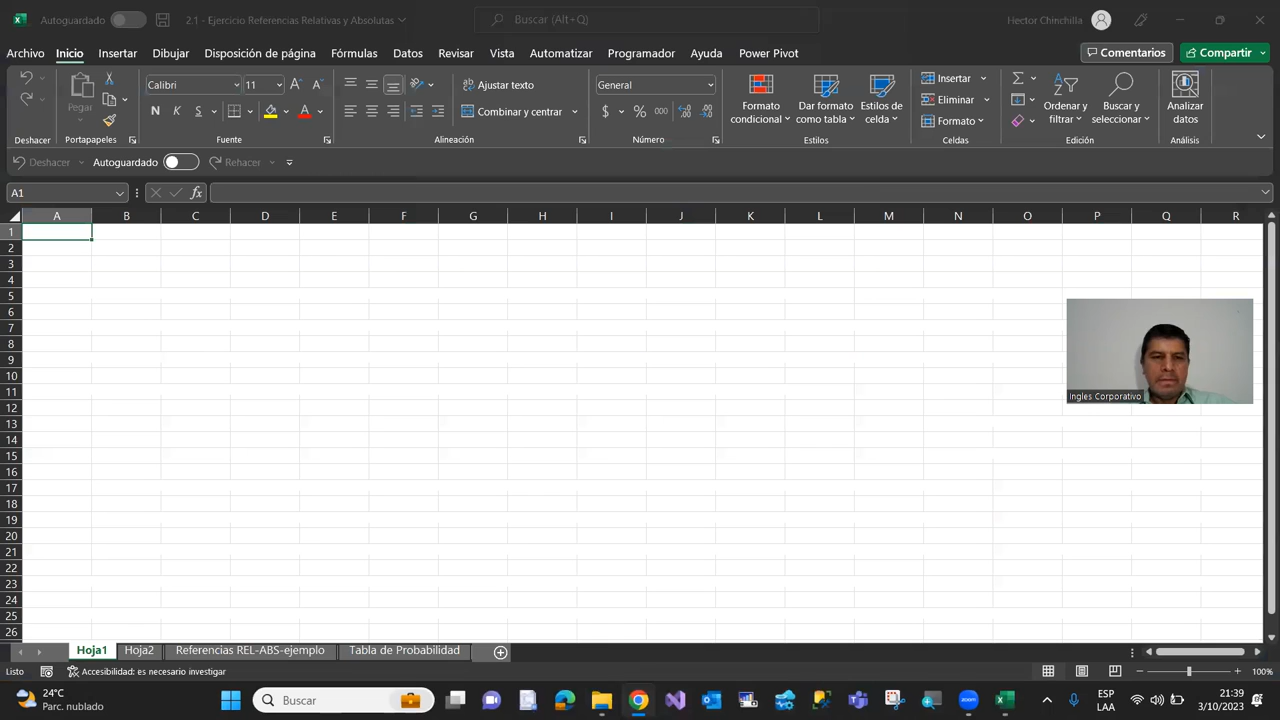 Autoguardado
2.1 - Ejercicio Referencias Relativas y Absolutas
Buscar (Alt+Q)
Hector Chinchilla
Archivo Inicio Insertar Dibujar Disposición de página Fórmulas Datos Revisar Vista Automatizar Programador Ayuda Power Pivot
Comentarios
Compartir
Pegar
Calibri 11
N K S
Ajustar texto
Combinar y centrar
General
$ % 000
Formato condicional
Dar formato como tabla
Estilos de celda
Insertar
Eliminar
Formato
Ordenar y filtrar
Buscar y seleccionar
Analizar datos
Deshacer Portapapeles Fuente Alineación Número Estilos Celdas Edición Análisis
Deshacer Autoguardado Rehacer
A1 fx
A B C D E F G H I J K L M N O P Q R
1
2
3
4
5
6
7
8
9
10
11
12
13
14
15
16
17
18
19
20
21
22
23
24
25
26
Ingles Corporativo
Hoja1 Hoja2 Referencias REL-ABS-ejemplo Tabla de Probabilidad
Listo Accesibilidad: es necesario investigar 100%
24°C
Parc. nublado
Buscar
ESP
LAA
21:39
3/10/2023